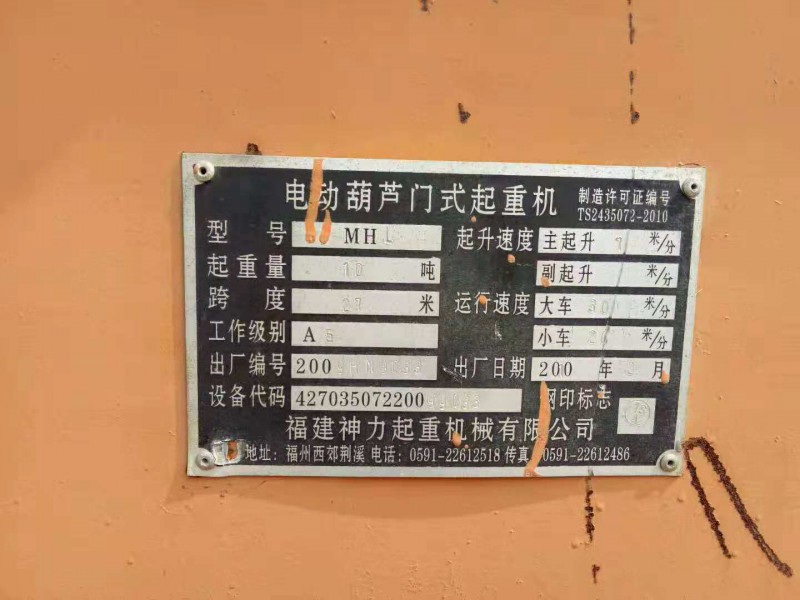 电动葫芦门式起重机
制造许可证编号
TS2435072-2010
型号 MH 起升速度 主起升 7 米/分
起重量 10 吨 副起升 米/分
跨度 米 运行速度 大车 米/分
工作级别 A5 小车 米/分
出厂编号 200 出厂日期 200 年 月
设备代码 427035072200 网印标志
福建神力起重机械有限公司
地址：福州西郊荆溪 电话：0591-22612518 传真 0591-22612486